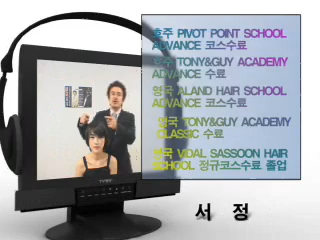 호주 PIVOT POINT SCHOOL
ADVANCE 코스수료
호주 TONY&GUY ACADEMY
ADVANCE 수료
영국 ALAND HAIR SCHOOL
ADVANCE 코스수료
영국 TONY&GUY ACADEMY
CLASSIC 수료
영국 VIDAL SASSOON HAIR
SCHOOL 정규코스수료 졸업
서 정